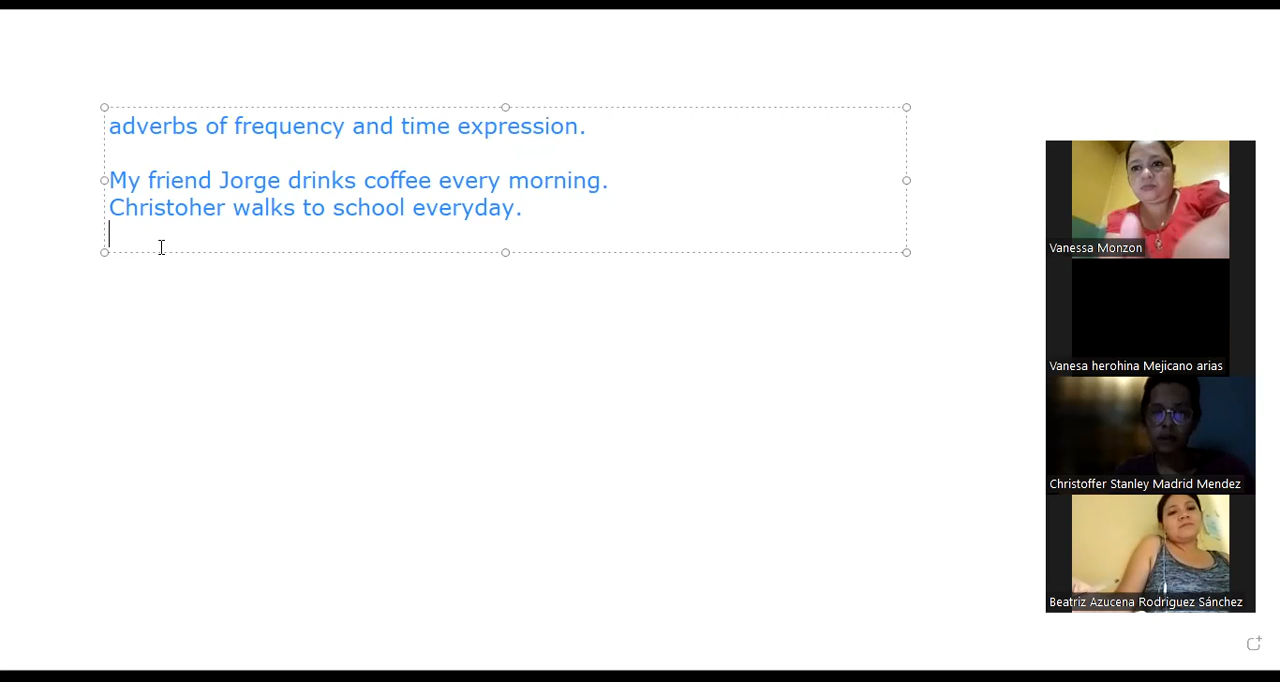 adverbs of frequency and time expression.
My friend Jorge drinks coffee every morning.
Christoher walks to school everyday.
Vanessa Monzon
Vanesa herohina Mejicano arias
Christoffer Stanley Madrid Mendez
Beatriz Azucena Rodriguez Sánchez